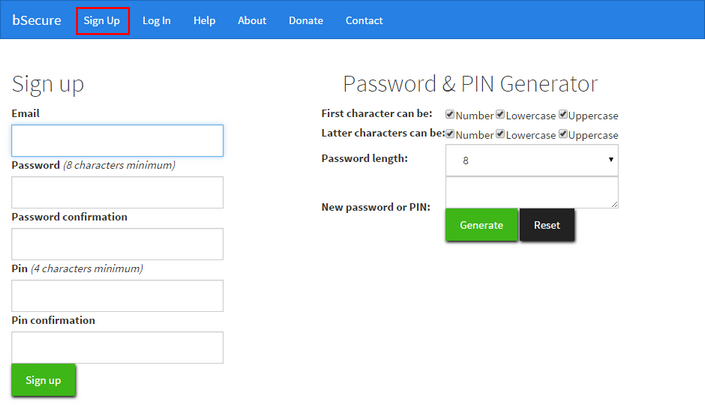 bSecure Sign Up Log In Help About Donate Contact
Sign up
Email
Password (8 characters minimum)
Password confirmation
Pin (4 characters minimum)
Pin confirmation
Sign up
Password & PIN Generator
First character can be: Number Lowercase Uppercase
Latter characters can be: Number Lowercase Uppercase
Password length: 8
New password or PIN:
Generate Reset